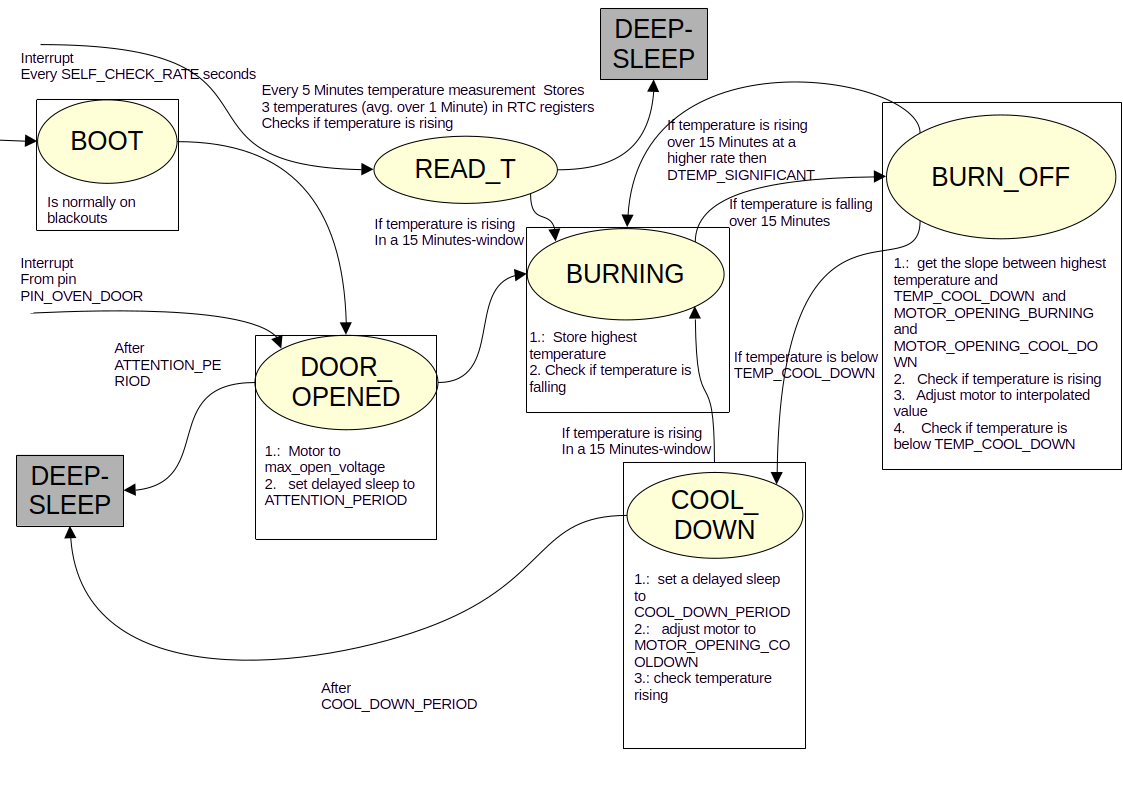 DEEP-
SLEEP
Interrupt
Every SELF_CHECK_RATE seconds
Every 5 Minutes temperature measurement  Stores
3 temperatures (avg. over 1 Minute) in RTC registers
Checks if temperature is rising
BOOT
Is normally on
blackouts
READ_T
If temperature is rising
over 15 Minutes at a
higher rate then
DTEMP_SIGNIFICANT
BURN_OFF
If temperature is rising
In a 15 Minutes-window
If temperature is falling
over 15 Minutes
Interrupt
From pin
PIN_OVEN_DOOR
BURNING
1.:  Store highest
temperature
2. Check if temperature is
falling
1.:  get the slope between highest
temperature and
TEMP_COOL_DOWN  and
MOTOR_OPENING_BURNING
and
MOTOR_OPENING_COOL_DO
WN
2.   Check if temperature is rising
3.   Adjust motor to interpolated
value
4.    Check if temperature is
below TEMP_COOL_DOWN
After
ATTENTION_PE
RIOD
DOOR_
OPENED
1.:  Motor to
max_open_voltage
2.   set delayed sleep to
ATTENTION_PERIOD
If temperature is below
TEMP_COOL_DOWN
If temperature is rising
In a 15 Minutes-window
DEEP-
SLEEP
COOL_
DOWN
1.:  set a delayed sleep
to
COOL_DOWN_PERIOD
2.:   adjust motor to
MOTOR_OPENING_CO
OLDOWN
3.: check temperature
rising
After
COOL_DOWN_PERIOD